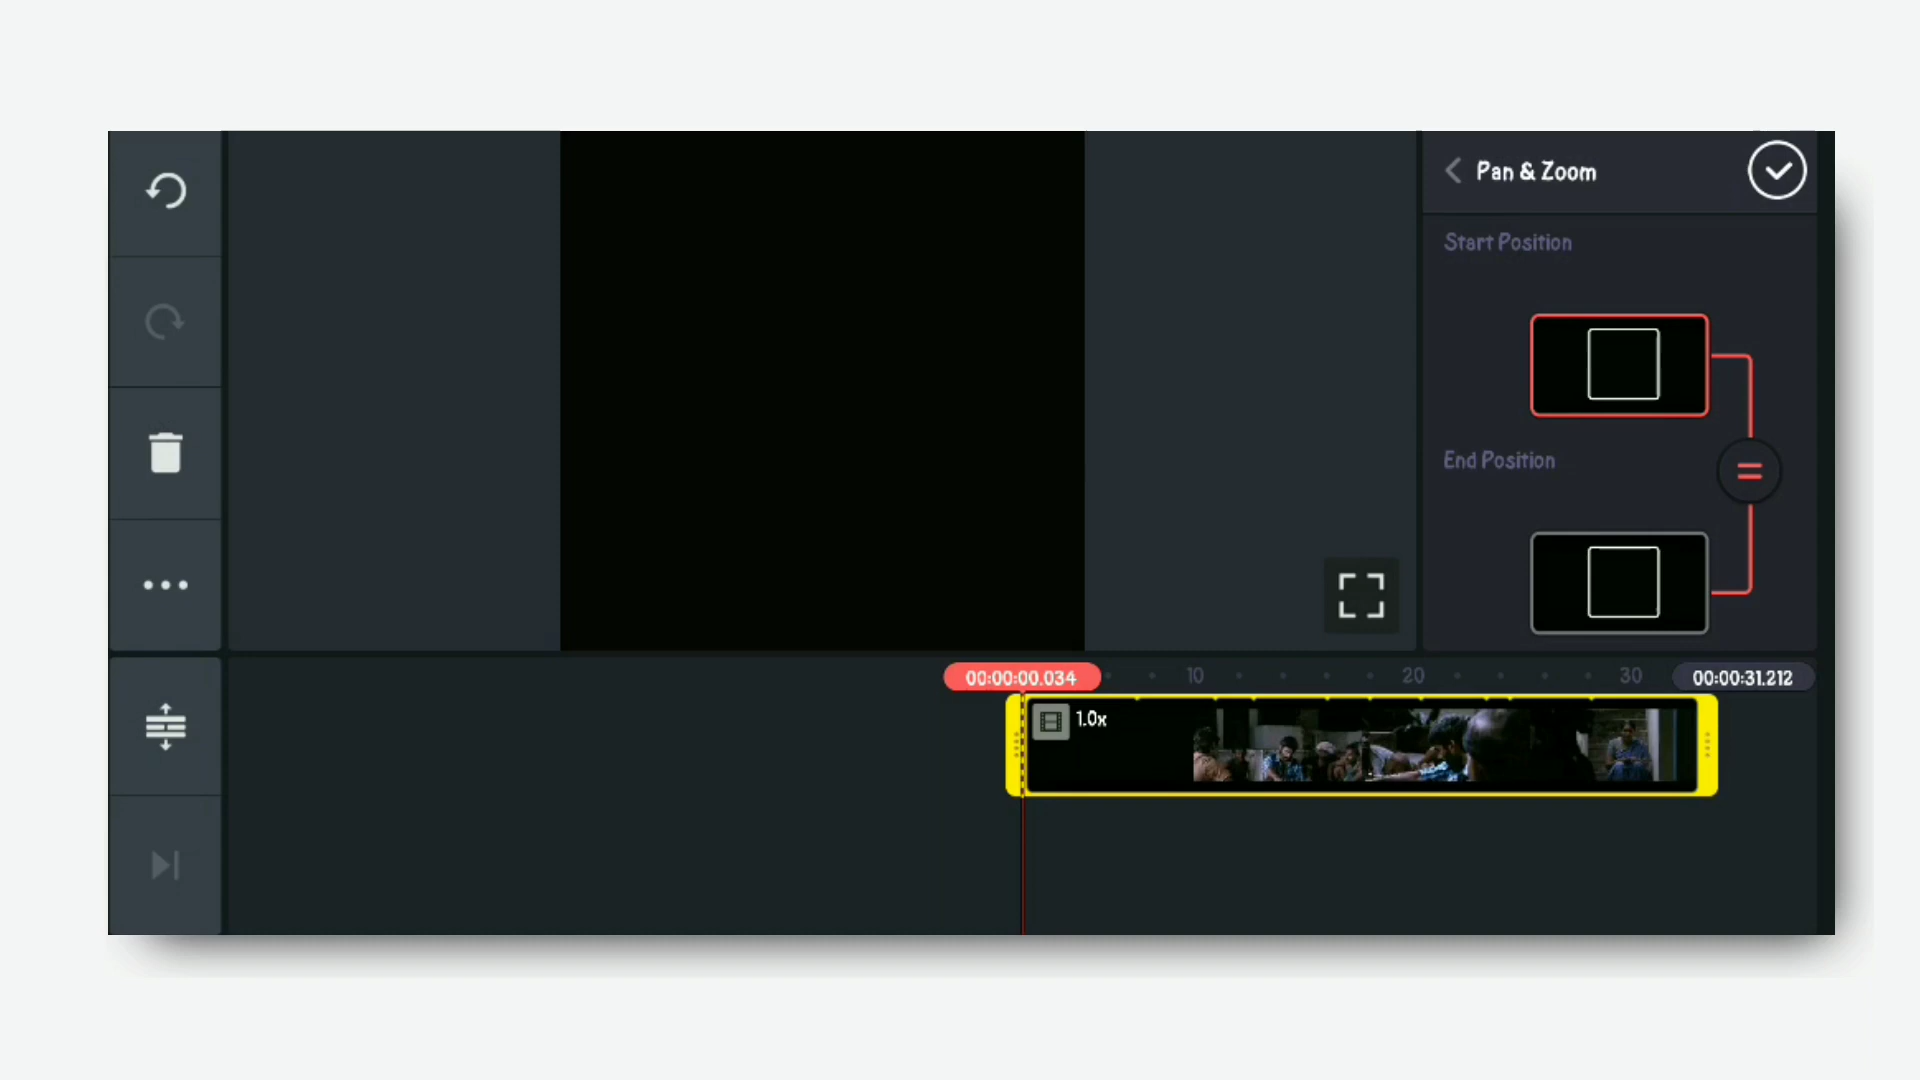 Pan & Zoom
Start Position
End Position
00:00:00.034
10
20
30
00:00:31.212
1.0x